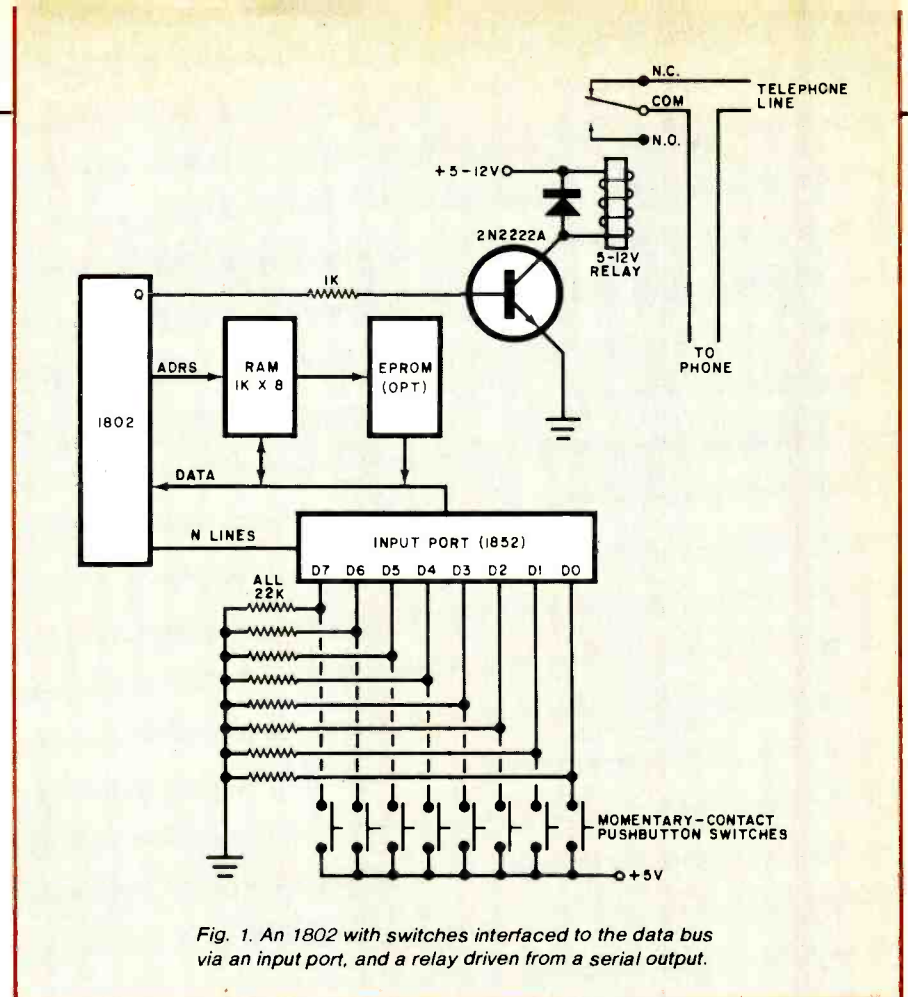 N.C.
TELEPHONE
LINE
COM
N.O.
+5-12V
2N2222A
5-12V
RELAY
TO
PHONE
Q
1K
ADRS
RAM
1K X 8
EPROM
(OPT)
1802
DATA
N LINES
INPUT PORT (1852)
D7 D6 D5 D4 D3 D2 D1 D0
ALL
22K
MOMENTARY-CONTACT
PUSHBUTTON SWITCHES
+5V
Fig. 1. An 1802 with switches interfaced to the data bus
via an input port, and a relay driven from a serial output.